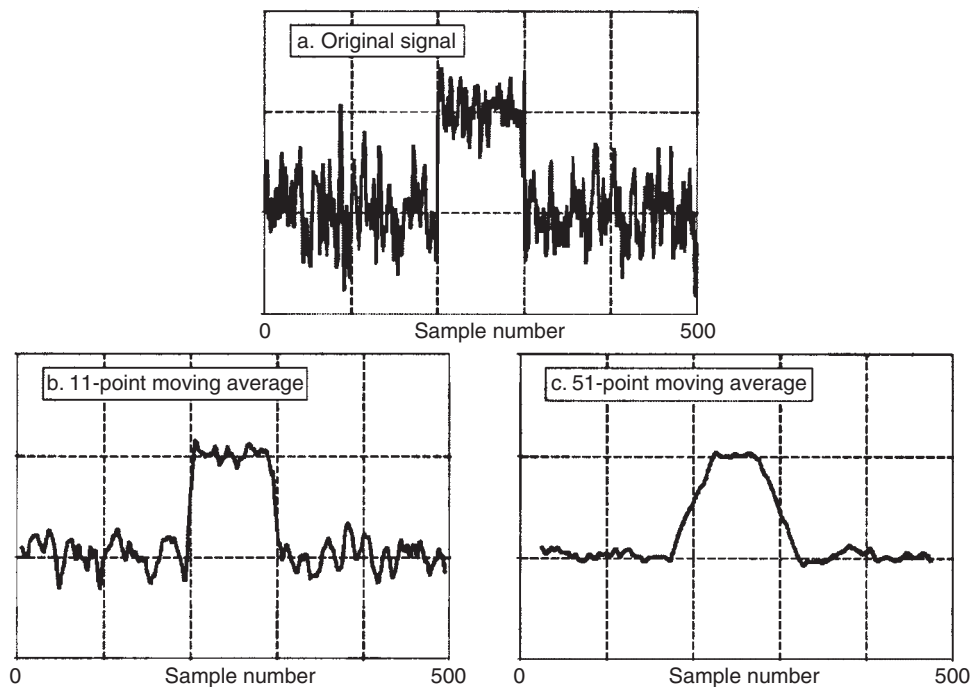 a. Original signal
0 Sample number 500
b. 11-point moving average
c. 51-point moving average
0 Sample number 500
0 Sample number 500